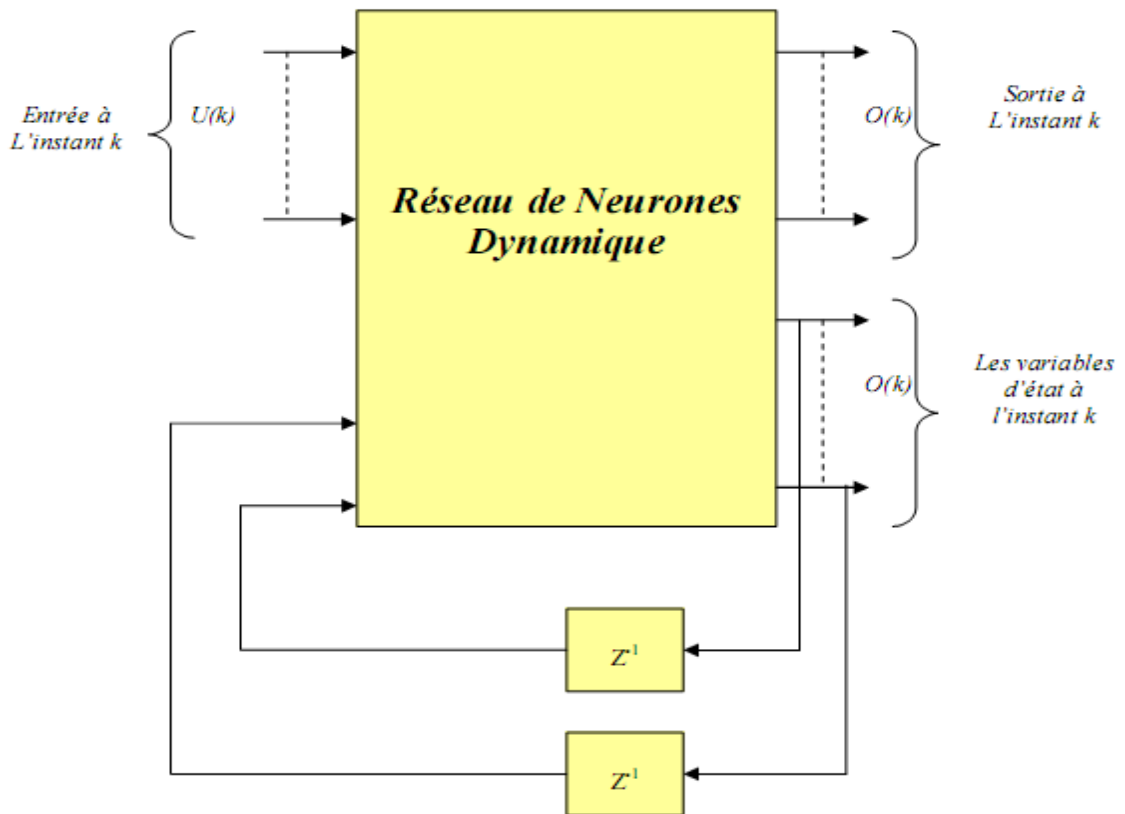 Entrée à
L'instant k
U(k)
Réseau de Neurones
Dynamique
O(k)
Sortie à
L'instant k
O(k)
Les variables
d'état à
l'instant k
Z⁻¹
Z⁻¹